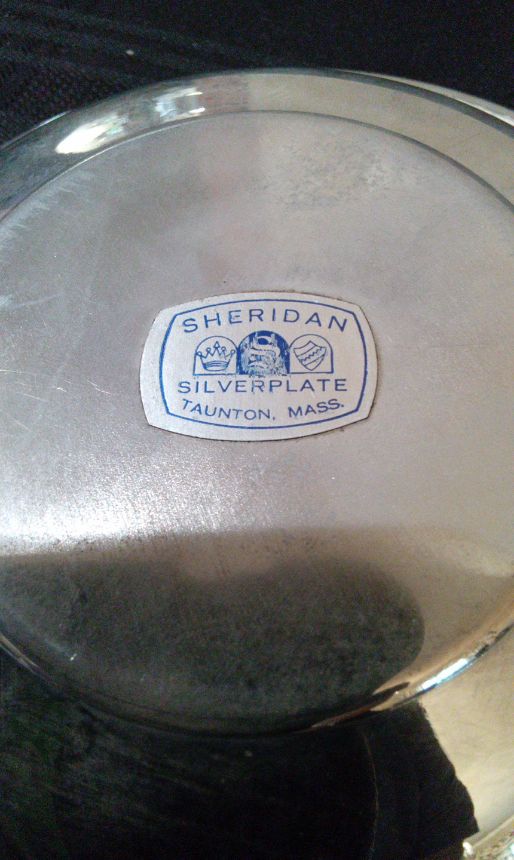 SHERIDAN
S
SILVERPLATE
TAUNTON, MASS.